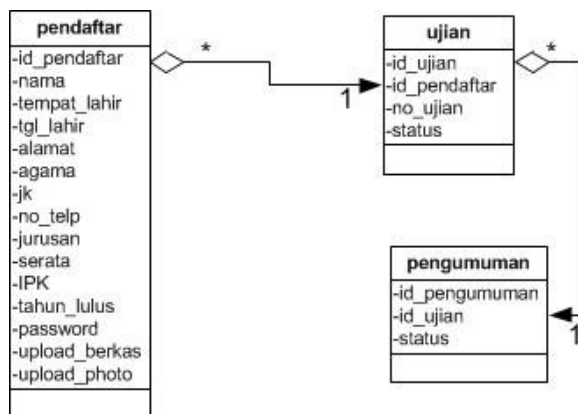 pendaftar
-id_pendaftar
-nama
-tempat_lahir
-tgl_lahir
-alamat
-agama
-jk
-no_telp
-jurusan
-serata
-IPK
-tahun_lulus
-password
-upload_berkas
-upload_photo
*
1
ujian
-id_ujian
-id_pendaftar
-no_ujian
-status
*
1
pengumuman
-id_pengumuman
-id_ujian
-status